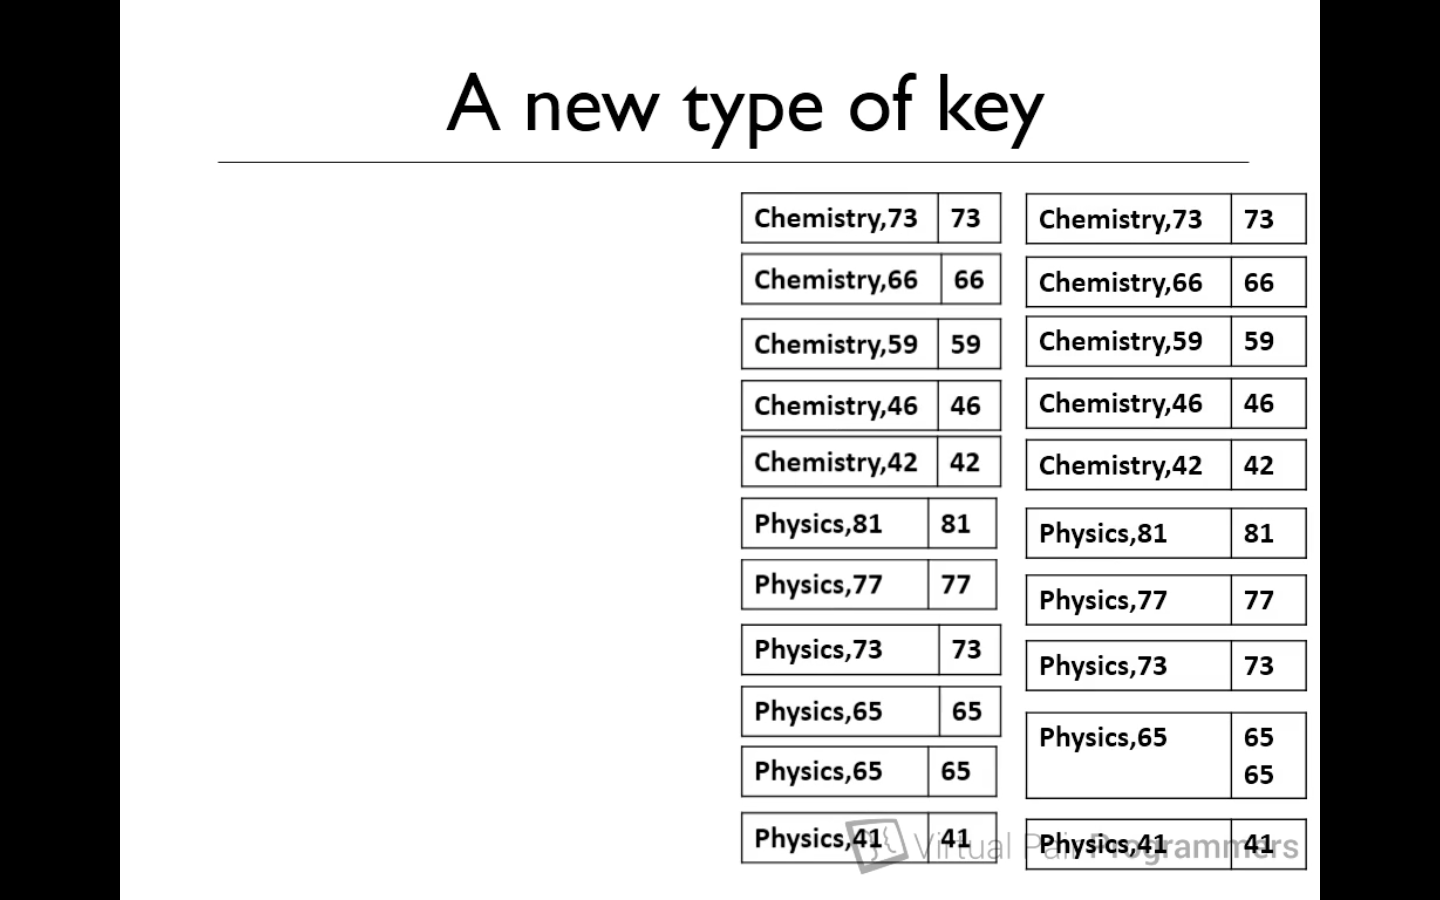 A new type of key
Chemistry,73 73
Chemistry,66 66
Chemistry,59 59
Chemistry,46 46
Chemistry,42 42
Physics,81 81
Physics,77 77
Physics,73 73
Physics,65 65
Physics,65 65
Physics,41 41
Chemistry,73 73
Chemistry,66 66
Chemistry,59 59
Chemistry,46 46
Chemistry,42 42
Physics,81 81
Physics,77 77
Physics,73 73
Physics,65 65
65
Physics,41 41
Virtual Pair Programmers